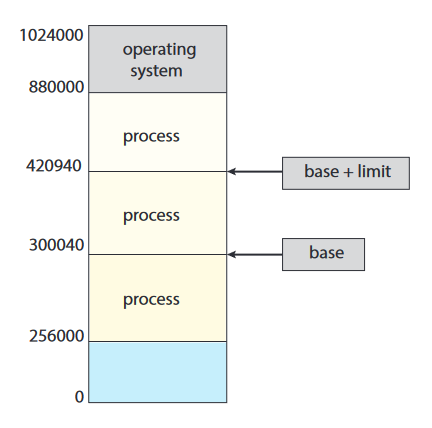 1024000
operating
system
880000
process
420940
base + limit
process
300040
base
process
256000
0